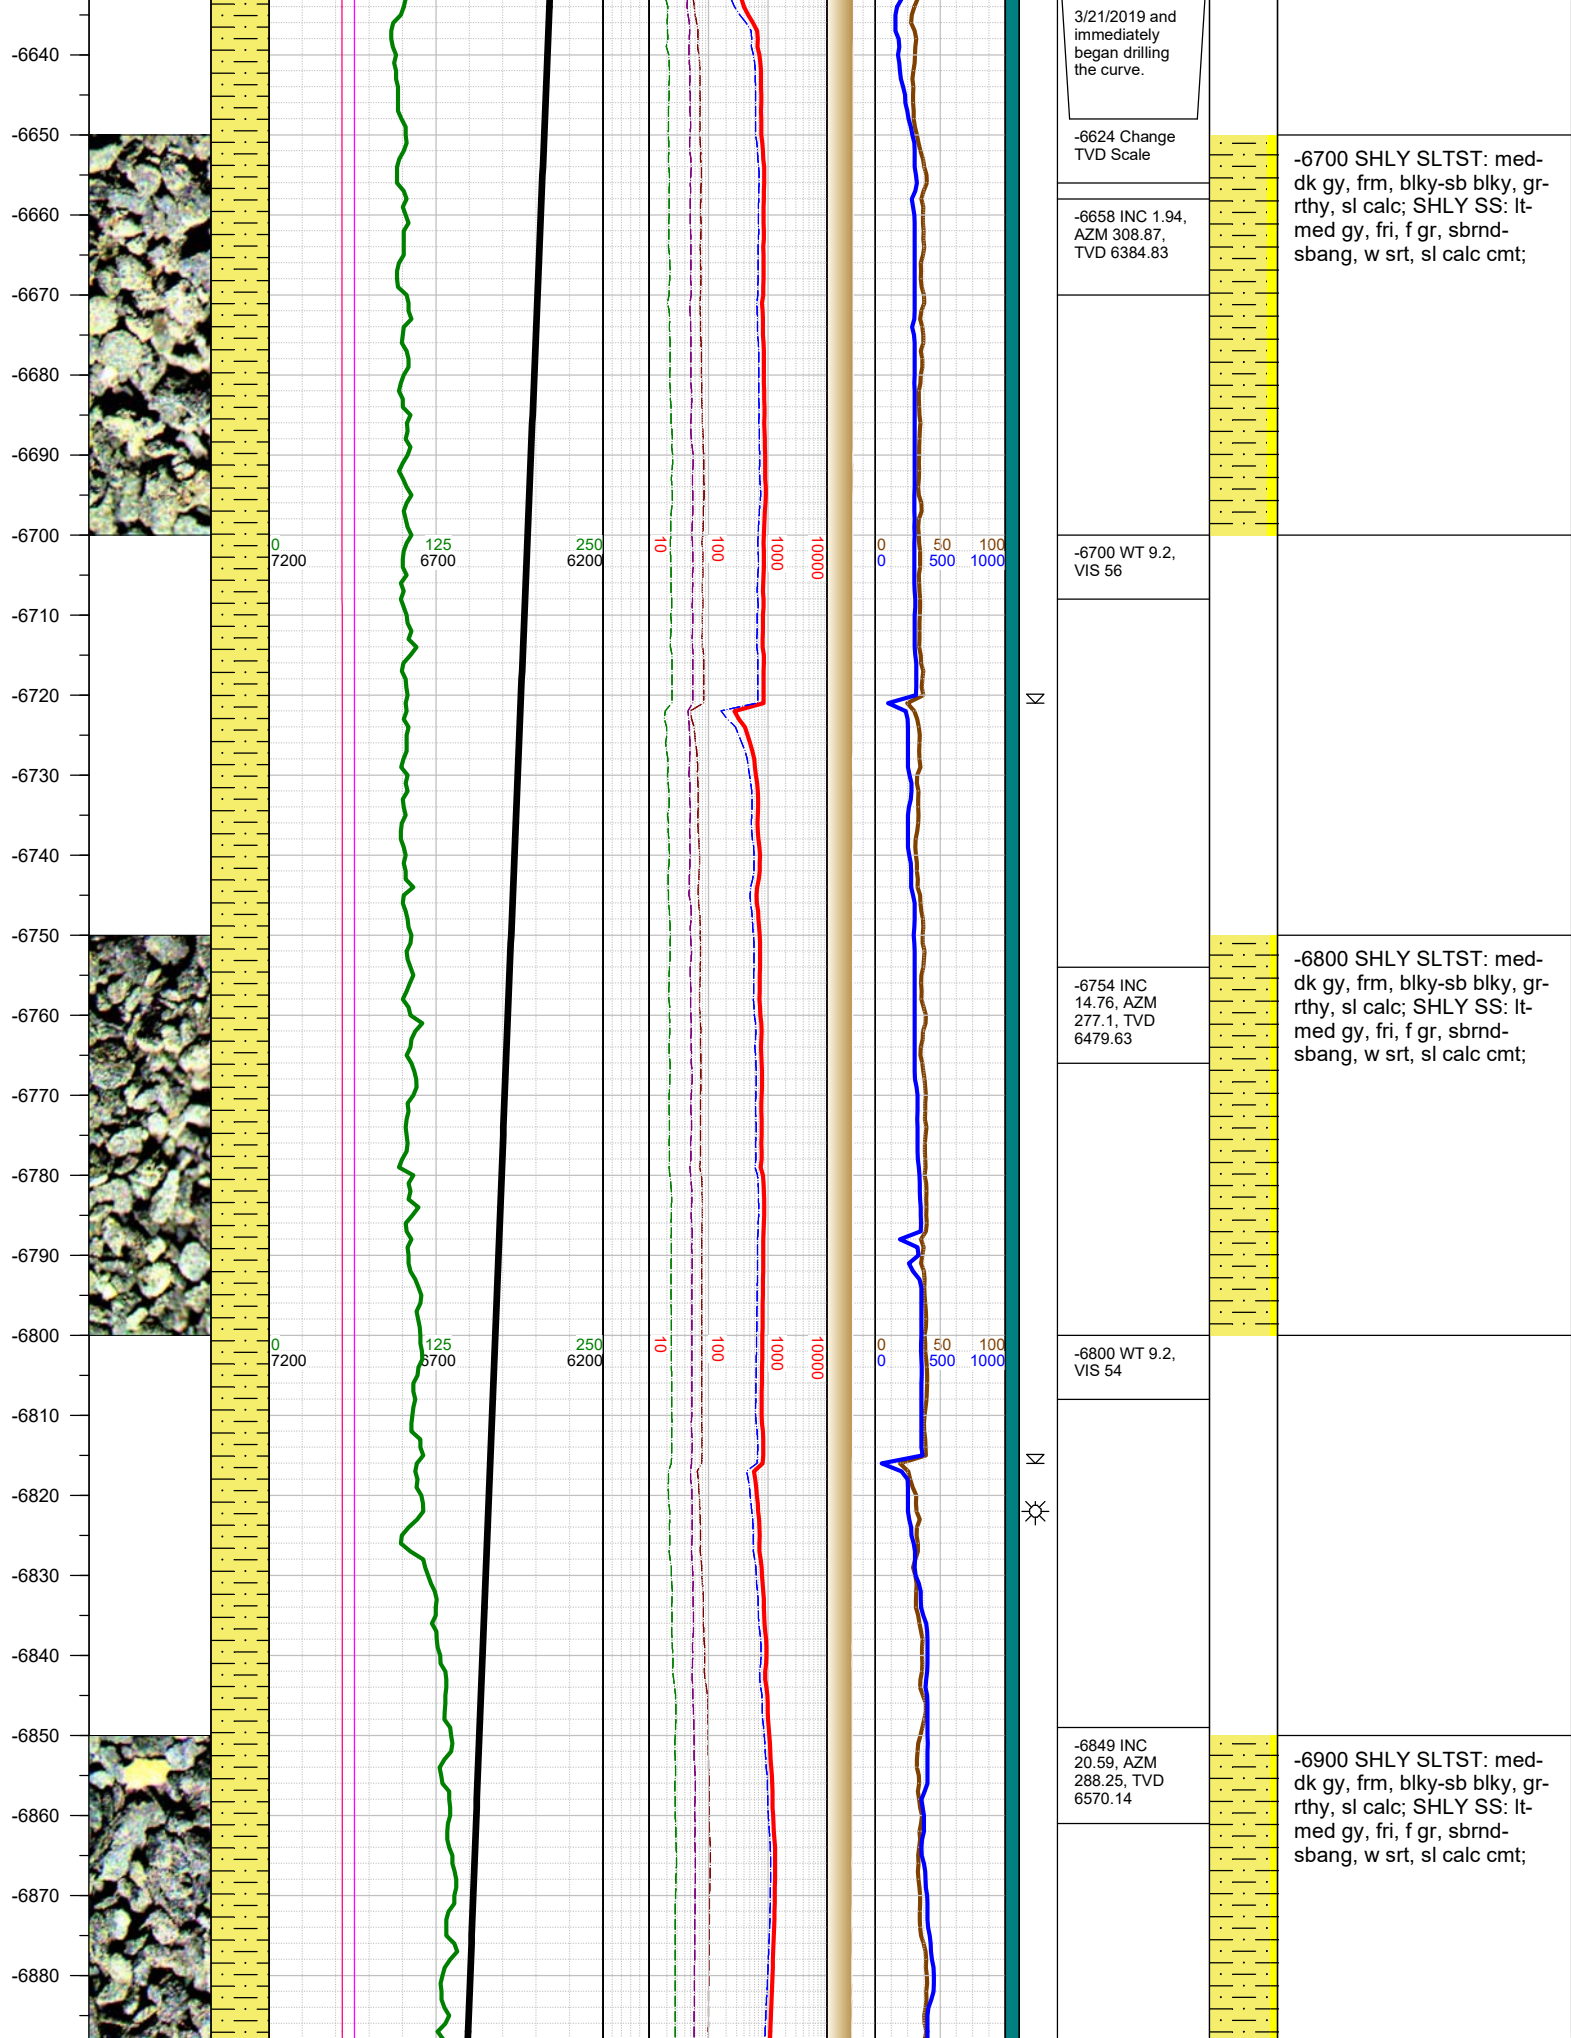 3/21/2019 and
immediately
began drilling
the curve.
-6640
-6650
-6624 Change
TVD Scale
-6700 SHLY SLTST: med-
dk gy, frm, blky-sb blky, gr-
rthy, sl calc; SHLY SS: lt-
med gy, fri, f gr, sbrnd-
sbang, w srt, sl calc cmt;
-6660
-6658 INC 1.94,
AZM 308.87,
TVD 6384.83
-6670
-6680
-6690
-6700
0 125 250 10 100 1000 10000 0 50 100
7200 6700 6200 0 500 1000
-6700 WT 9.2,
VIS 56
-6710
-6720
-6730
-6740
-6750
-6800 SHLY SLTST: med-
dk gy, frm, blky-sb blky, gr-
rthy, sl calc; SHLY SS: lt-
med gy, fri, f gr, sbrnd-
sbang, w srt, sl calc cmt;
-6754 INC
14.76, AZM
277.1, TVD
6479.63
-6760
-6770
-6780
-6790
-6800
0 125 250 10 100 1000 10000 0 50 100
7200 6700 6200 0 500 1000
-6800 WT 9.2,
VIS 54
-6810
-6820
-6830
-6840
-6850
-6849 INC
20.59, AZM
288.25, TVD
6570.14
-6900 SHLY SLTST: med-
dk gy, frm, blky-sb blky, gr-
rthy, sl calc; SHLY SS: lt-
med gy, fri, f gr, sbrnd-
sbang, w srt, sl calc cmt;
-6860
-6870
-6880